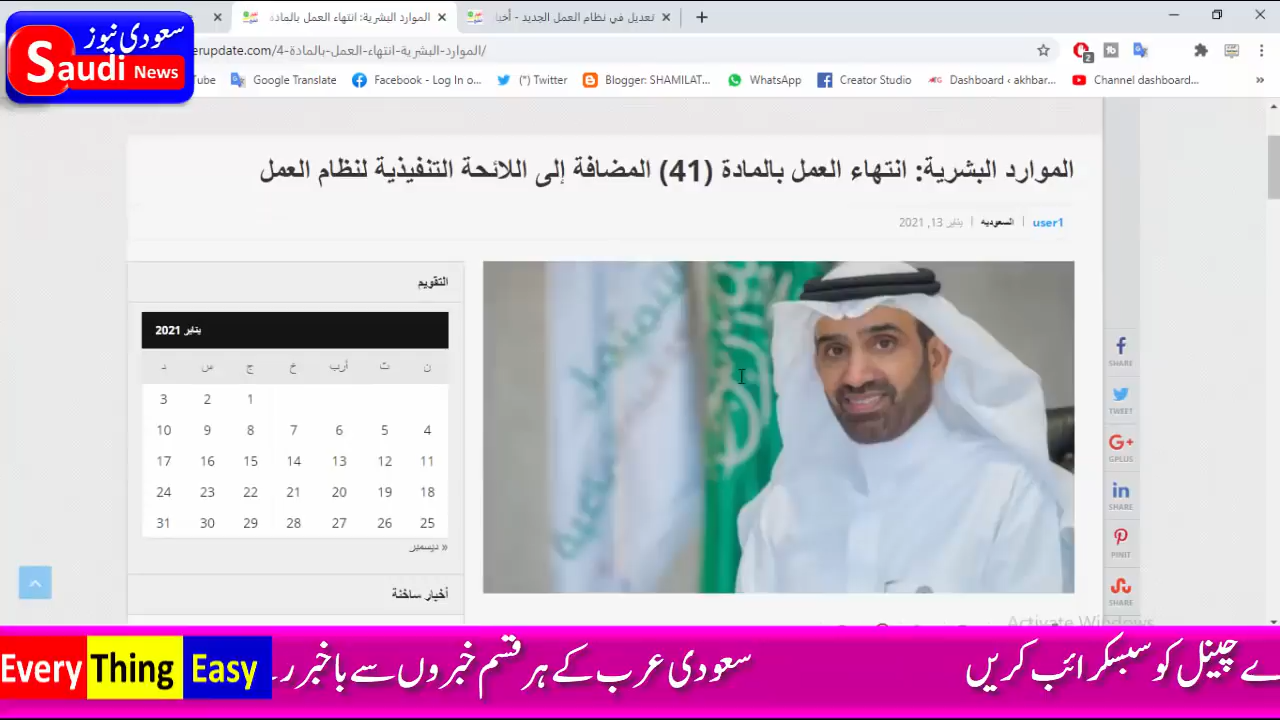 سعودی نیوز
Saudi News
الموارد البشرية: انتهاء العمل بالمادة
تعديل في نظام العمل الجديد - أخبا
erupdate.com/4-الموارد-البشرية-انتهاء-العمل-بالمادة/
2
Google Translate
Facebook - Log In o...
(*) Twitter
Blogger: SHAMILAT...
WhatsApp
Creator Studio
Dashboard ‹ akhbar...
Channel dashboard...
الموارد البشرية: انتهاء العمل بالمادة (41) المضافة إلى اللائحة التنفيذية لنظام العمل
user1 | السعوديه | يناير 13, 2021
التقويم
يناير 2021
ن ث أرب خ ج س د
1 2 3
4 5 6 7 8 9 10
11 12 13 14 15 16 17
18 19 20 21 22 23 24
25 26 27 28 29 30 31
« ديسمبر
أخبار ساخنة
SHARE
TWEET
G+
GPLUS
in
SHARE
PINIT
SHARE
Activate Windows
Every Thing Easy
ے چینل کو سبسکرائب کریں
سعودی عرب کے ہر قسم خبروں سے باخبر ر